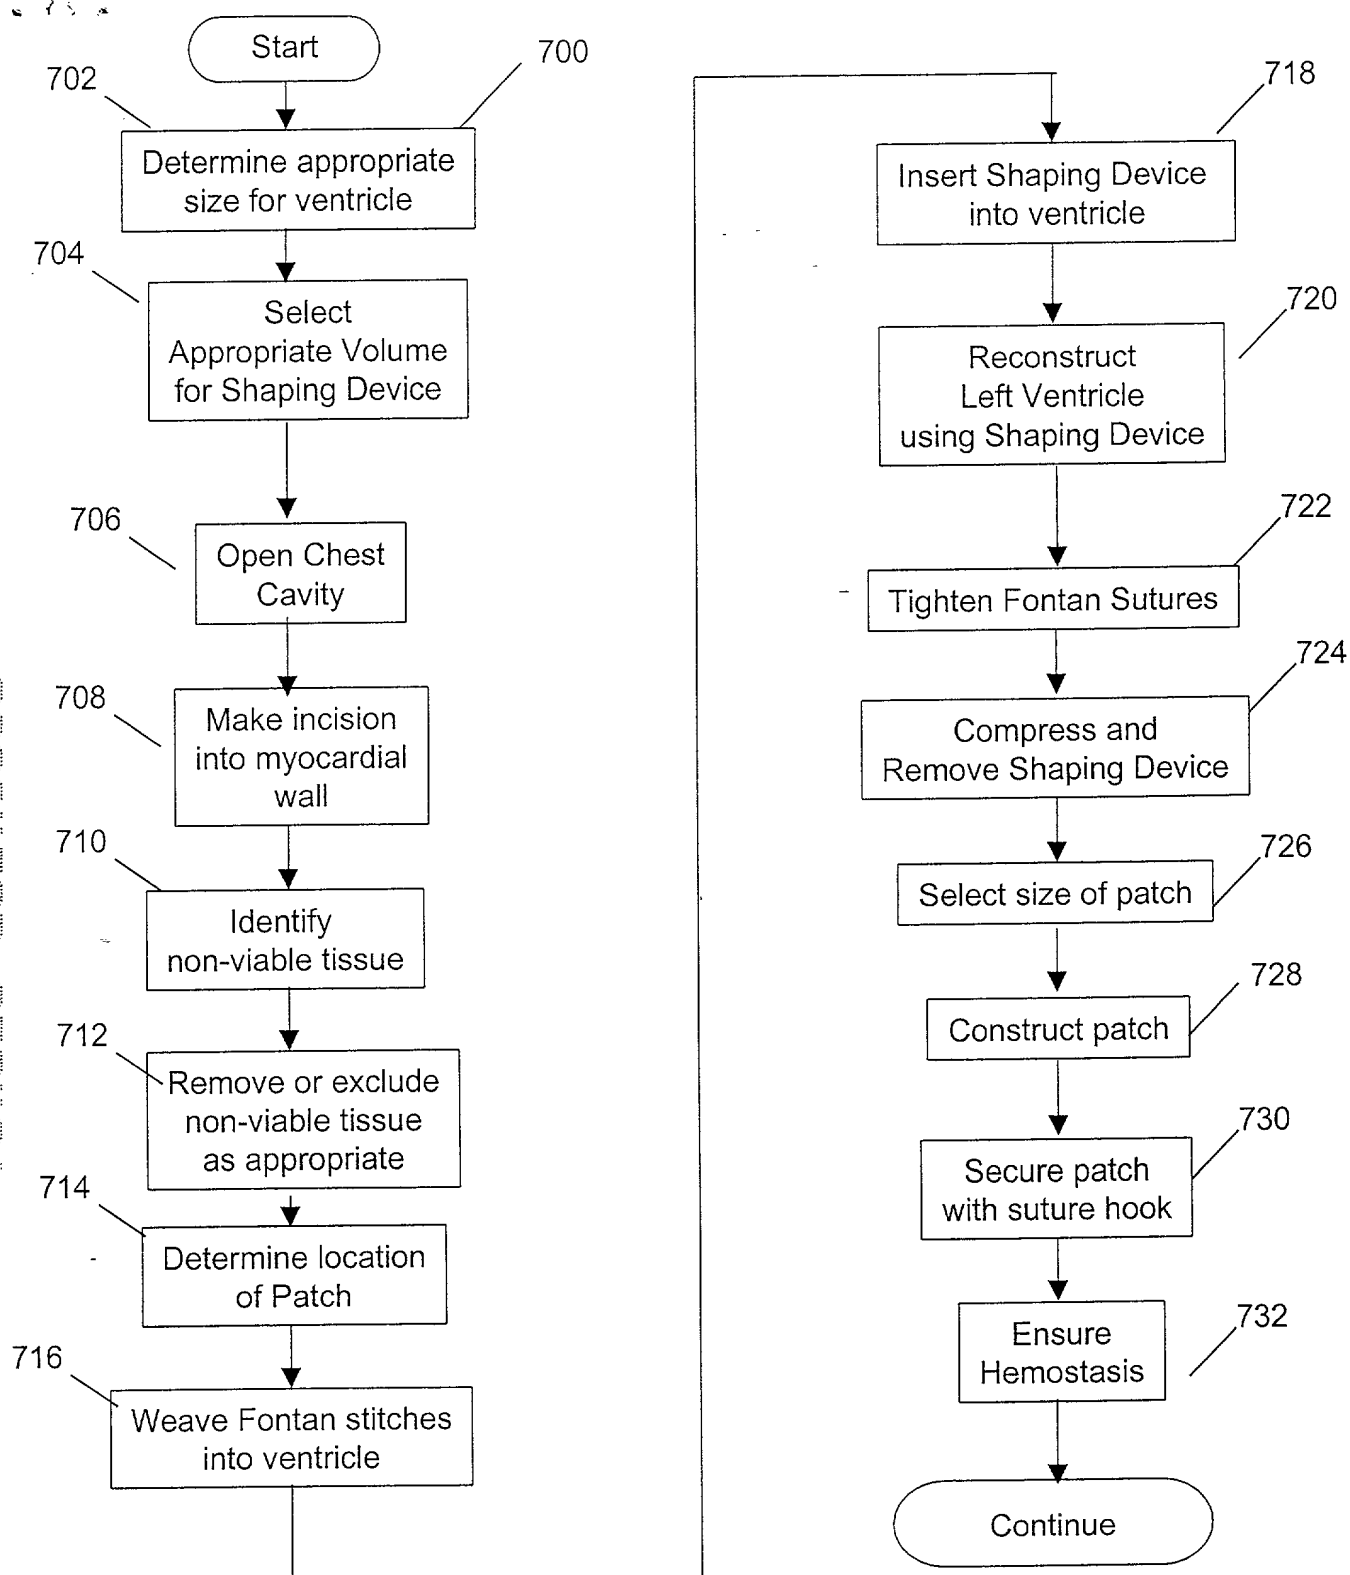 Start
700
702
Determine appropriate
size for ventricle
704
Select
Appropriate Volume
for Shaping Device
706
Open Chest
Cavity
708
Make incision
into myocardial
wall
710
Identify
non-viable tissue
712
Remove or exclude
non-viable tissue
as appropriate
714
Determine location
of Patch
716
Weave Fontan stitches
into ventricle
718
Insert Shaping Device
into ventricle
720
Reconstruct
Left Ventricle
using Shaping Device
722
Tighten Fontan Sutures
724
Compress and
Remove Shaping Device
726
Select size of patch
728
Construct patch
730
Secure patch
with suture hook
732
Ensure
Hemostasis
Continue